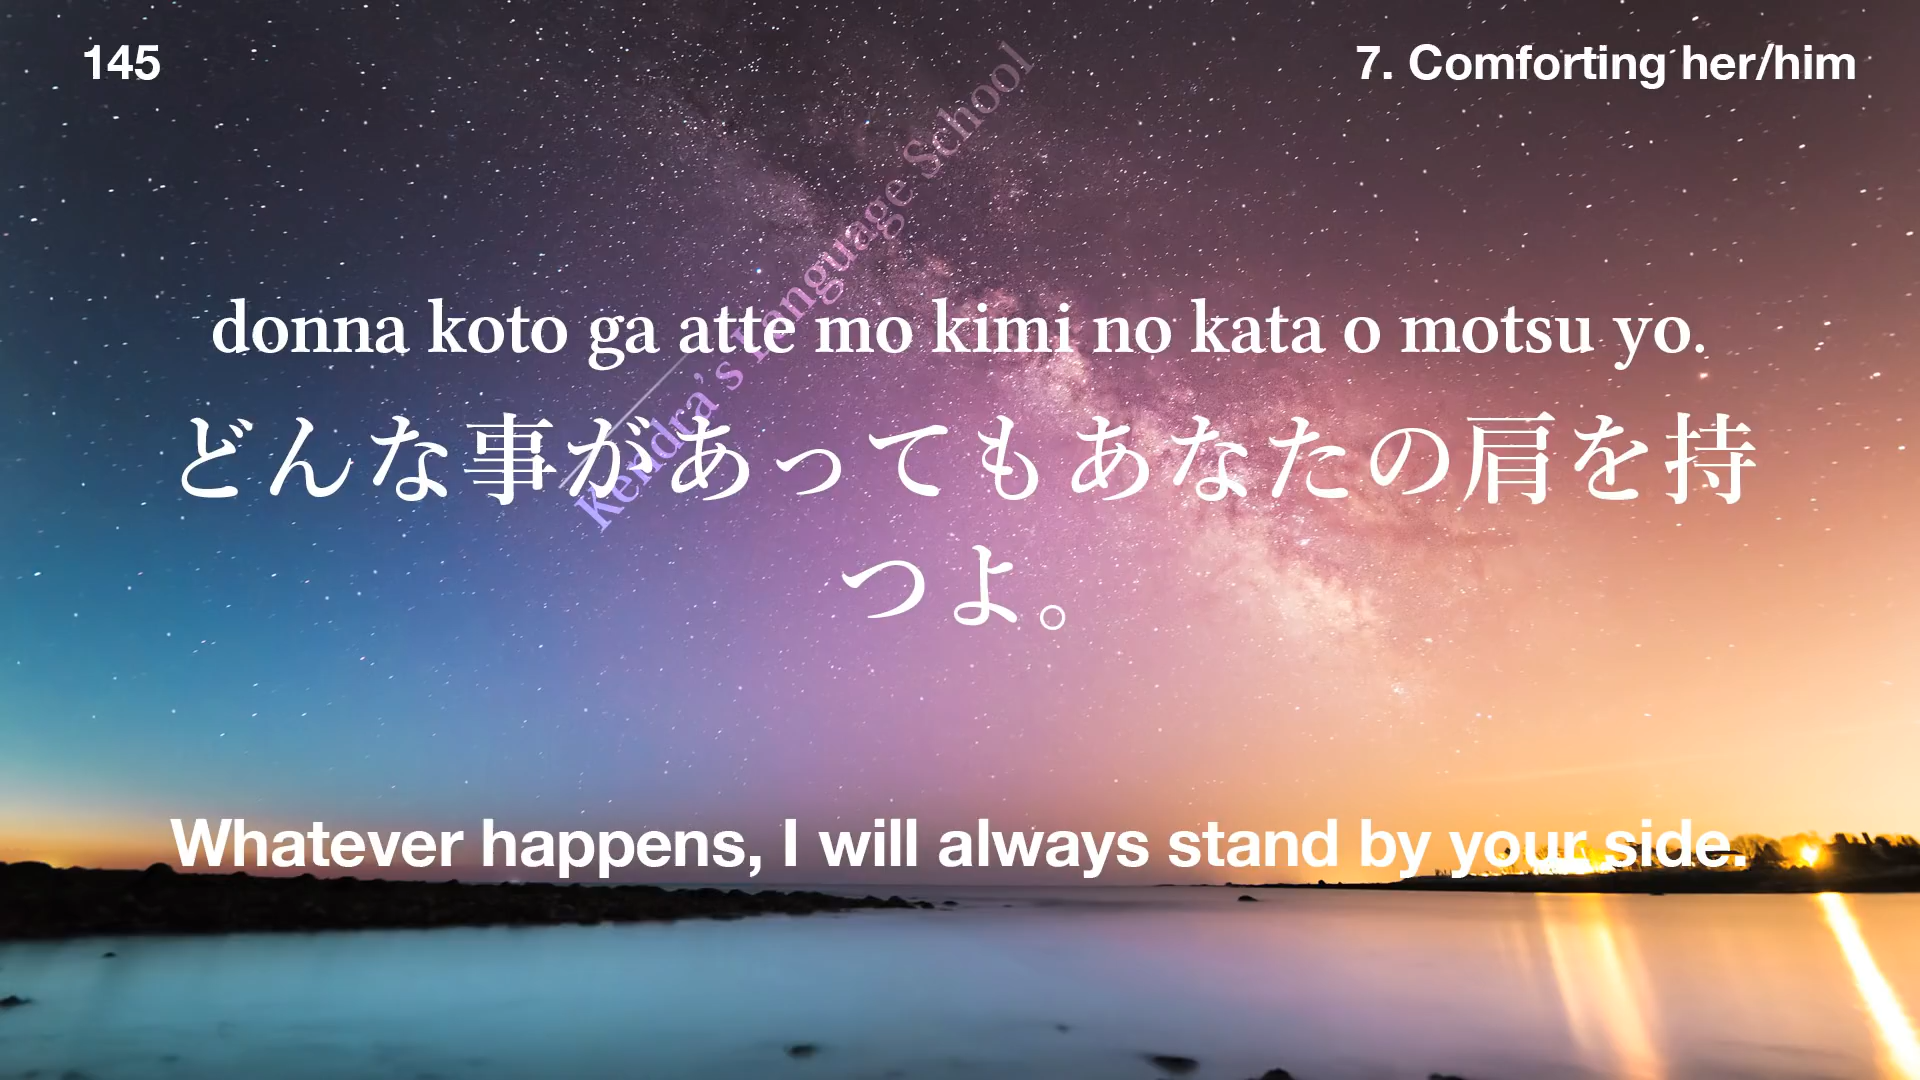 145
7. Comforting her/him
Kendra's Language School
donna koto ga atte mo kimi no kata o motsu yo.
どんな事があってもあなたの肩を持
つよ。
Whatever happens, I will always stand by your side.